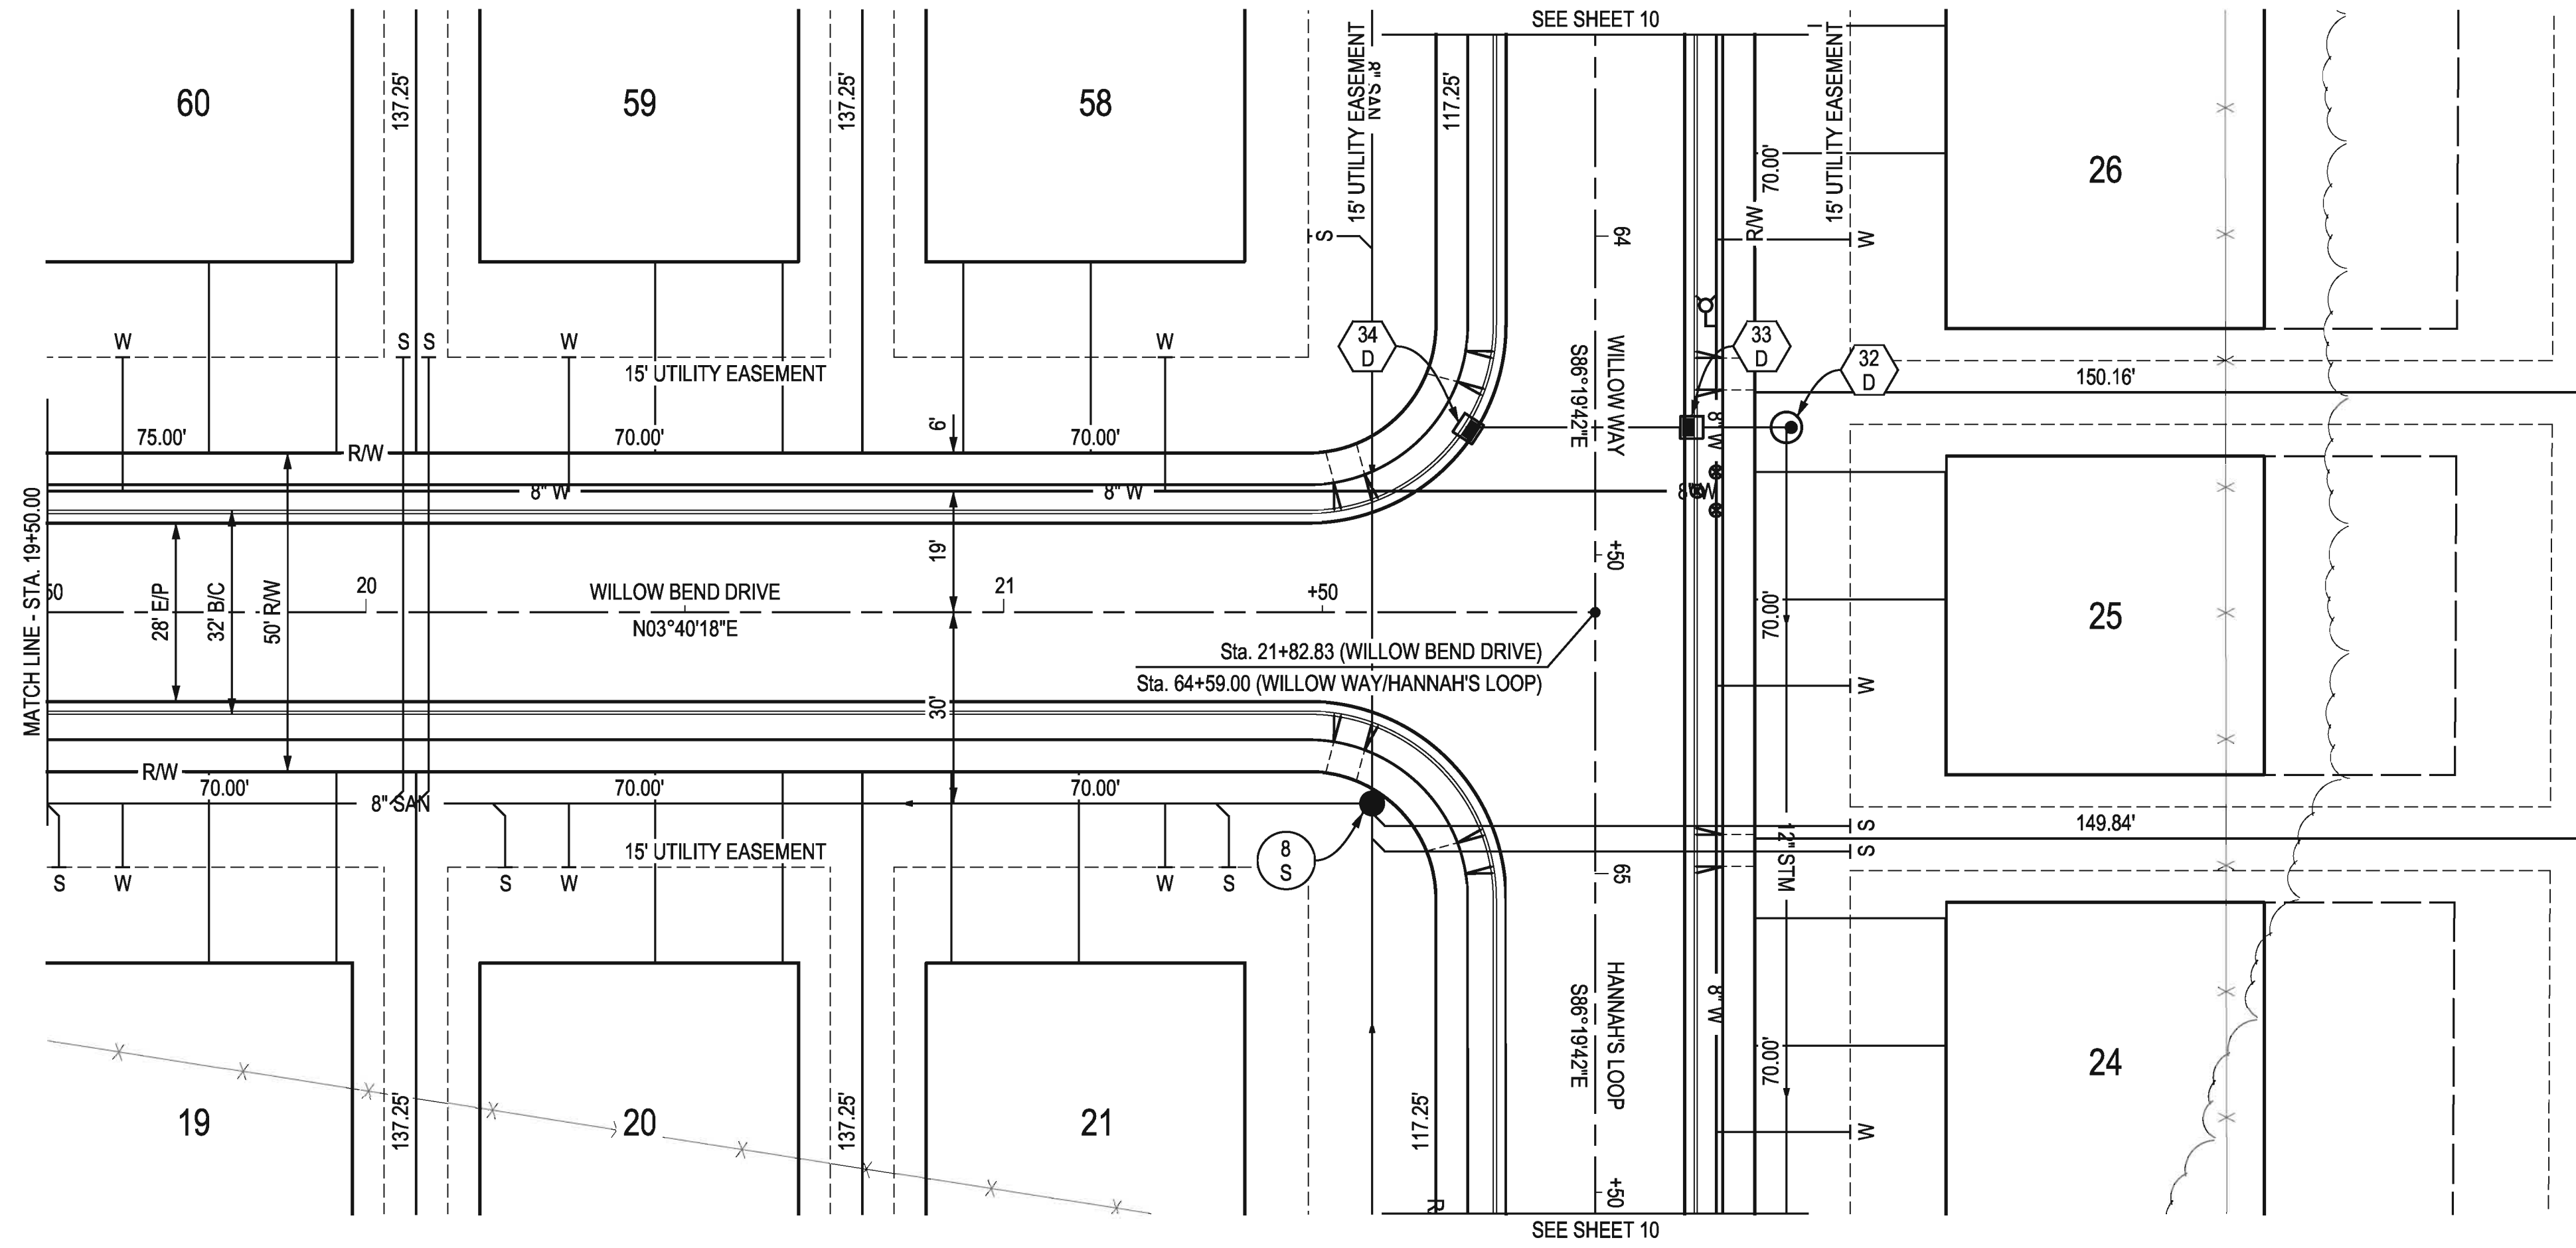 SEE SHEET 10
60
137.25'
59
137.25'
58
15' UTILITY EASEMENT
8" SAN
117.25'
64
70.00'
R/W
15' UTILITY EASEMENT
26
S
W
W
S S
W
W
15' UTILITY EASEMENT
34
D
WILLOW WAY
S86°19'42"E
33
D
32
D
150.16'
75.00'
R/W
70.00'
6'
70.00'
8" W
8" W
8" W
8" W
MATCH LINE - STA. 19+50.00
50
28' E/P
32' B/C
50' R/W
20
WILLOW BEND DRIVE
N03°40'18"E
19'
21
+50
+50
70.00'
25
Sta. 21+82.83 (WILLOW BEND DRIVE)
Sta. 64+59.00 (WILLOW WAY/HANNAH'S LOOP)
30'
W
R/W
70.00'
8" SAN
70.00'
70.00'
15' UTILITY EASEMENT
8
S
65
12" STM
S
S
149.84'
S
W
S
W
W
S
HANNAH'S LOOP
S86°19'42"E
8" W
70.00'
24
19
137.25'
20
137.25'
21
117.25'
W
+50
R
SEE SHEET 10